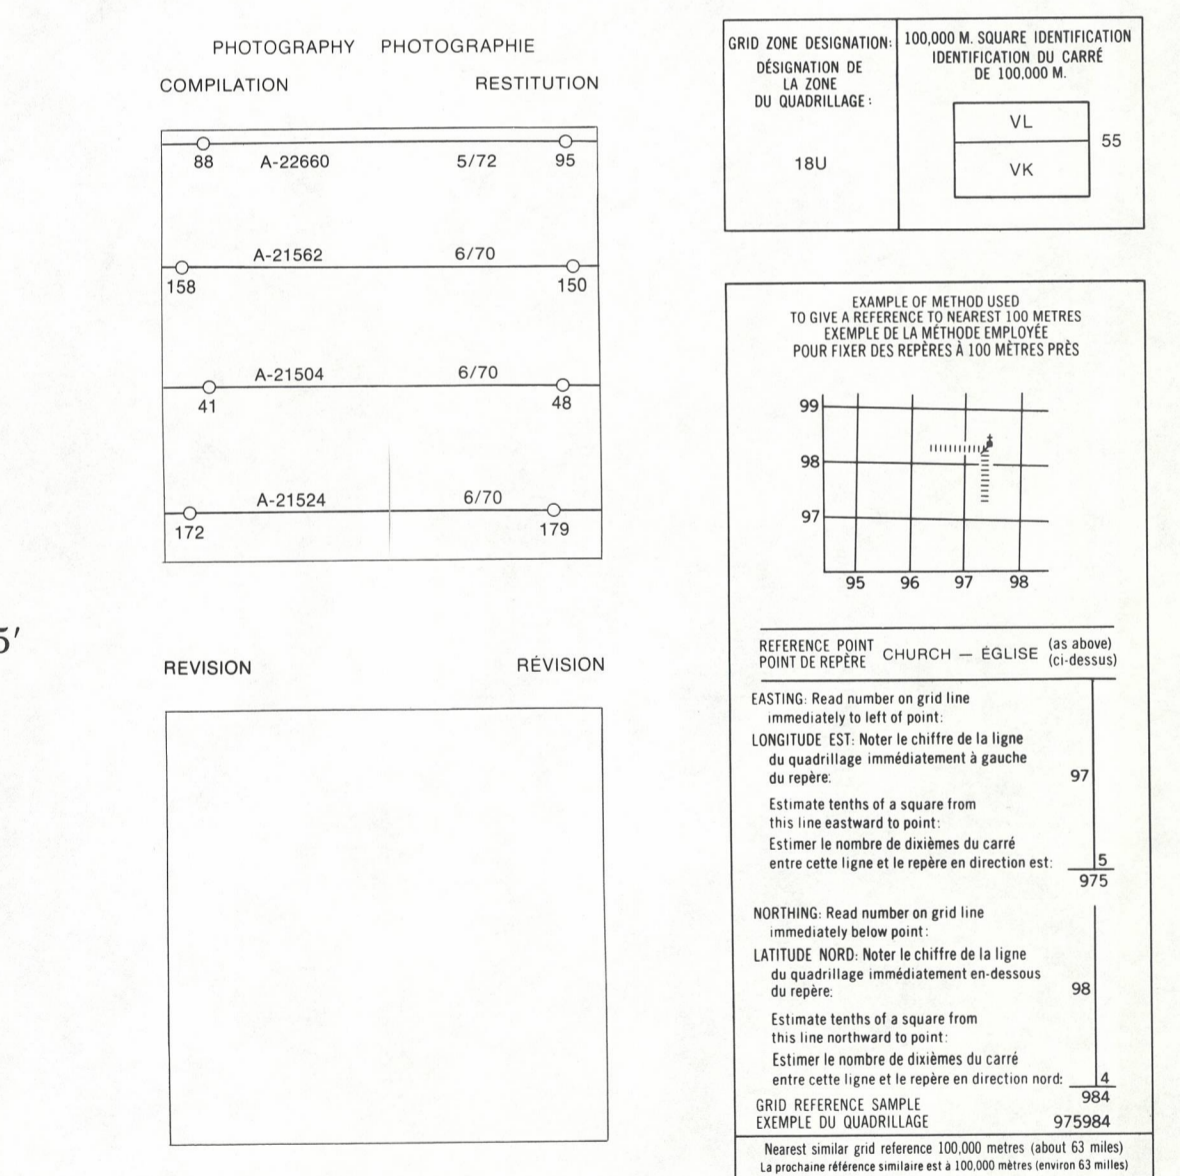 PHOTOGRAPHY PHOTOGRAPHIE
COMPILATION RESTITUTION
88 A-22660 5/72 95
A-21562 6/70
158 150
A-21504 6/70
41 48
A-21524 6/70
172 179
5′
REVISION RÉVISION
GRID ZONE DESIGNATION:
DÉSIGNATION DE
LA ZONE
DU QUADRILLAGE :
18U
100,000 M. SQUARE IDENTIFICATION
IDENTIFICATION DU CARRÉ
DE 100,000 M.
VL
55
VK
EXAMPLE OF METHOD USED
TO GIVE A REFERENCE TO NEAREST 100 METRES
EXEMPLE DE LA MÉTHODE EMPLOYÉE
POUR FIXER DES REPÈRES À 100 MÈTRES PRÈS
99
98
97
95 96 97 98
REFERENCE POINT CHURCH — ÉGLISE (as above)
POINT DE REPÈRE (ci-dessus)
EASTING: Read number on grid line
immediately to left of point:
LONGITUDE EST: Noter le chiffre de la ligne
du quadrillage immédiatement à gauche
du repère: 97
Estimate tenths of a square from
this line eastward to point:
Estimer le nombre de dixièmes du carré
entre cette ligne et le repère en direction est: 5
975
NORTHING: Read number on grid line
immediately below point:
LATITUDE NORD: Noter le chiffre de la ligne
du quadrillage immédiatement en-dessous
du repère: 98
Estimate tenths of a square from
this line northward to point:
Estimer le nombre de dixièmes du carré
entre cette ligne et le repère en direction nord: 4
984
GRID REFERENCE SAMPLE
EXEMPLE DU QUADRILLAGE 975984
Nearest similar grid reference 100,000 metres (about 63 miles)
La prochaine référence similaire est à 100,000 mètres (environ 63 milles)